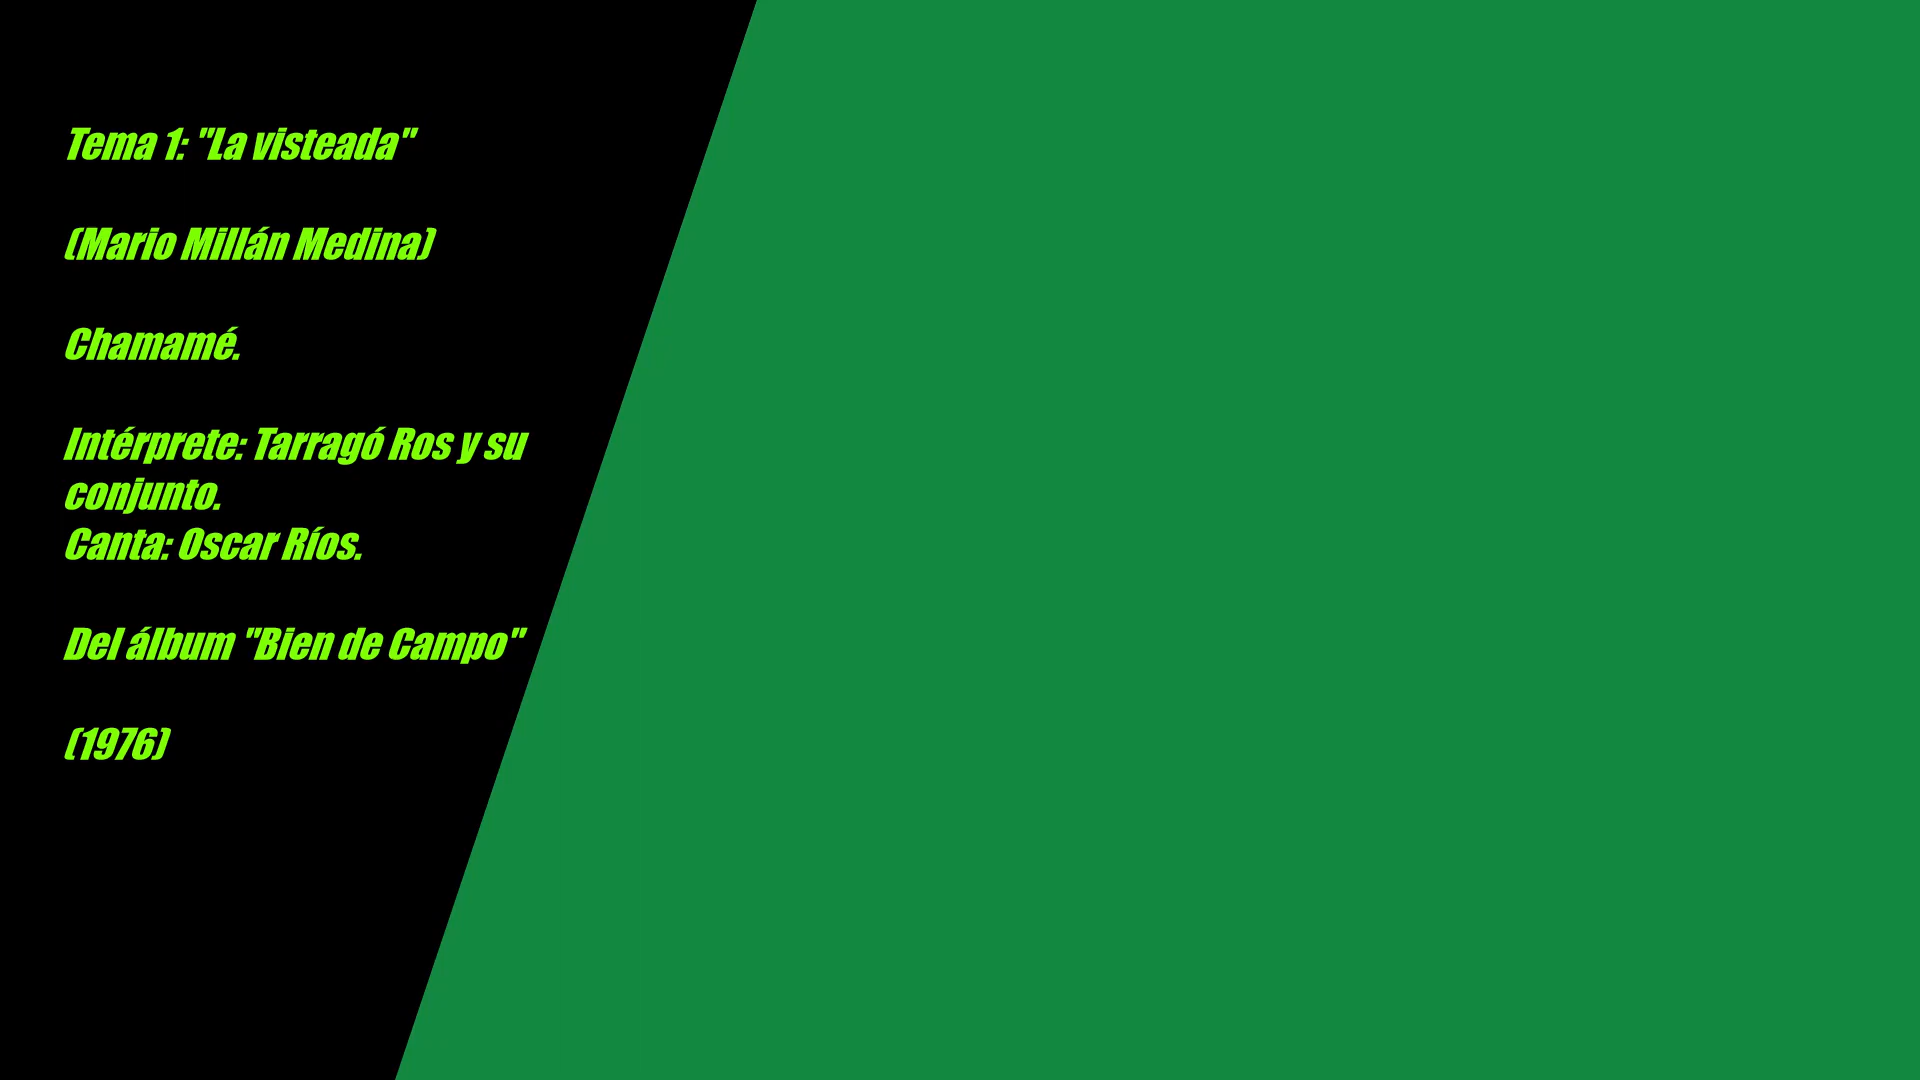 Tema 1: "La visteada"
(Mario Millán Medina)
Chamamé.
Intérprete: Tarragó Ros y su
conjunto.
Canta: Oscar Ríos.
Del álbum "Bien de Campo"
(1976)